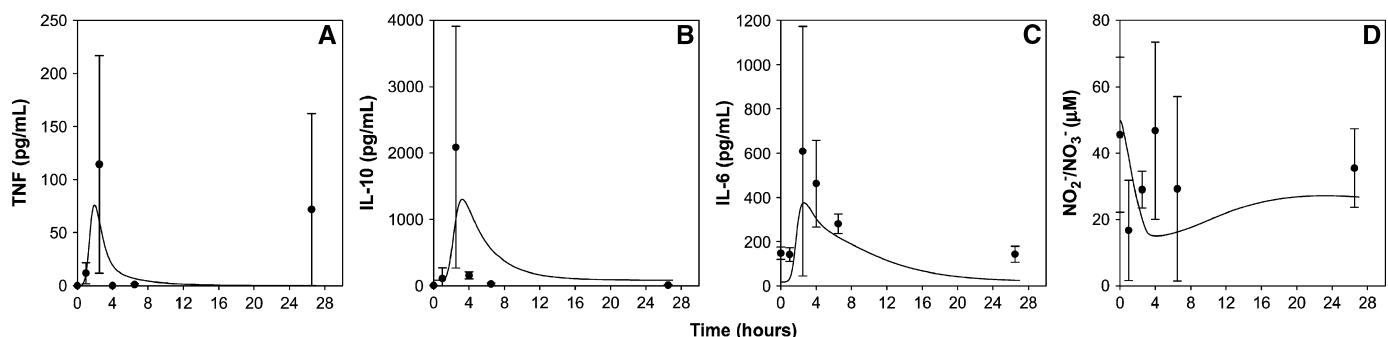 A
TNF (pg/mL)
250
200
150
100
50
0
0 4 8 12 16 20 24 28
B
IL-10 (pg/mL)
4000
3000
2000
1000
0
0 4 8 12 16 20 24 28
C
IL-6 (pg/mL)
1200
1000
800
600
400
200
0
0 4 8 12 16 20 24 28
D
NO₂⁻/NO₃⁻ (µM)
80
60
40
20
0
0 4 8 12 16 20 24 28
Time (hours)